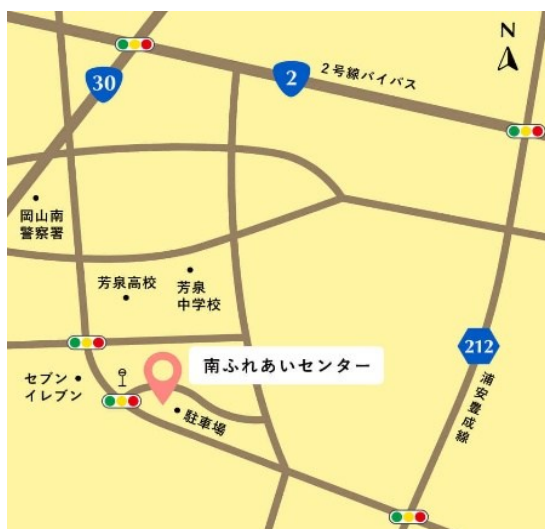 N
30
2
2号線バイパス
岡山南
警察署
芳泉高校
芳泉
中学校
212
浦安豊成線
南ふれあいセンター
セブン
イレブン
駐車場